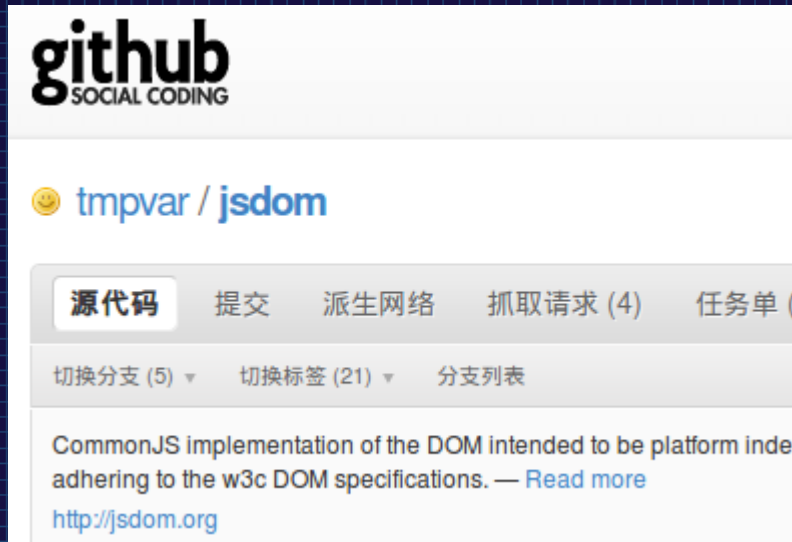 github
SOCIAL CODING
tmpvar / jsdom
源代码 提交 派生网络 抓取请求 (4) 任务单 (
切换分支 (5) 切换标签 (21) 分支列表
CommonJS implementation of the DOM intended to be platform inde
adhering to the w3c DOM specifications. — Read more
http://jsdom.org